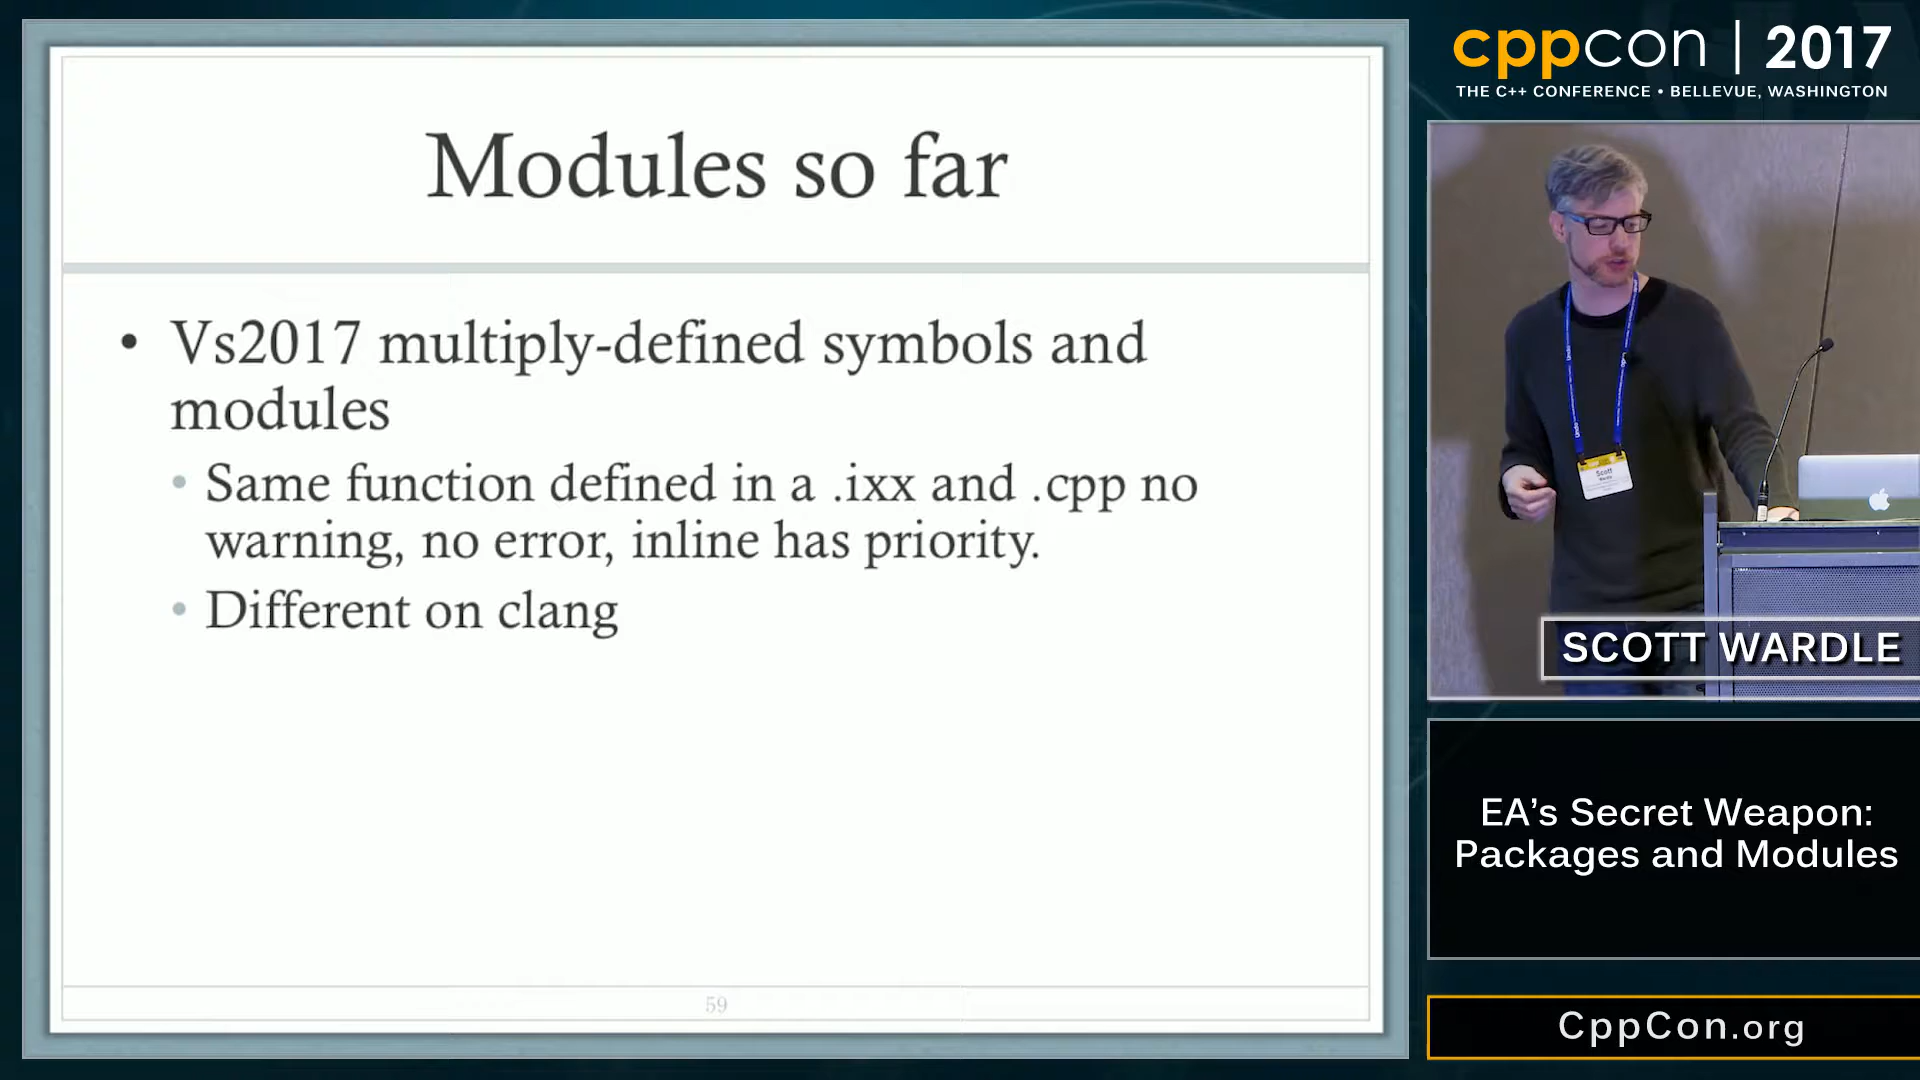 Modules so far
• Vs2017 multiply-defined symbols and
modules
• Same function defined in a .ixx and .cpp no
warning, no error, inline has priority.
• Different on clang
59
cppcon | 2017
THE C++ CONFERENCE • BELLEVUE, WASHINGTON
Scott
SCOTT WARDLE
EA’s Secret Weapon:
Packages and Modules
CppCon.org